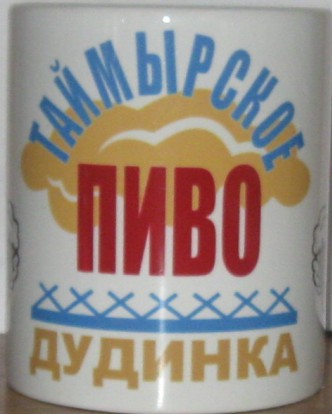 ТАЙМЫРСКОЕ
ПИВО
ДУДИНКА